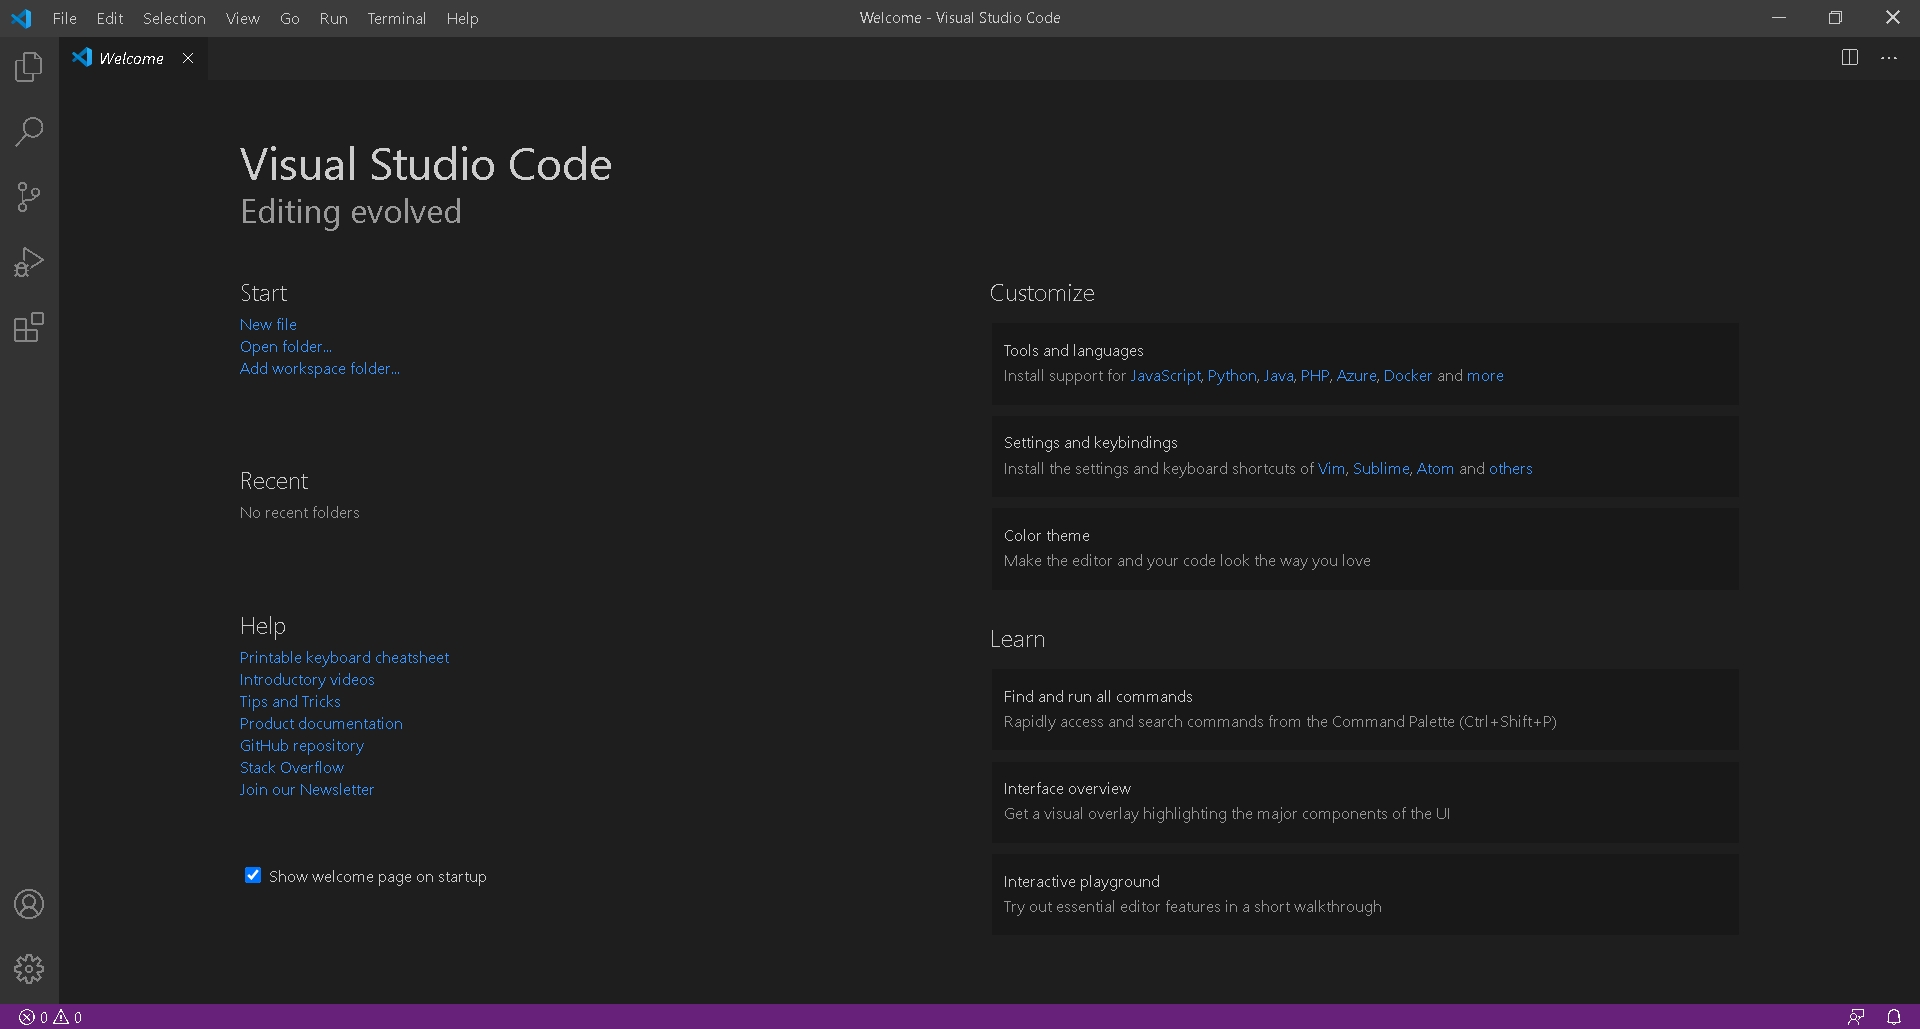 File Edit Selection View Go Run Terminal Help
Welcome - Visual Studio Code
Welcome
Visual Studio Code
Editing evolved
Start
New file
Open folder...
Add workspace folder...
Recent
No recent folders
Help
Printable keyboard cheatsheet
Introductory videos
Tips and Tricks
Product documentation
GitHub repository
Stack Overflow
Join our Newsletter
Show welcome page on startup
Customize
Tools and languages
Install support for JavaScript, Python, Java, PHP, Azure, Docker and more
Settings and keybindings
Install the settings and keyboard shortcuts of Vim, Sublime, Atom and others
Color theme
Make the editor and your code look the way you love
Learn
Find and run all commands
Rapidly access and search commands from the Command Palette (Ctrl+Shift+P)
Interface overview
Get a visual overlay highlighting the major components of the UI
Interactive playground
Try out essential editor features in a short walkthrough
0 0